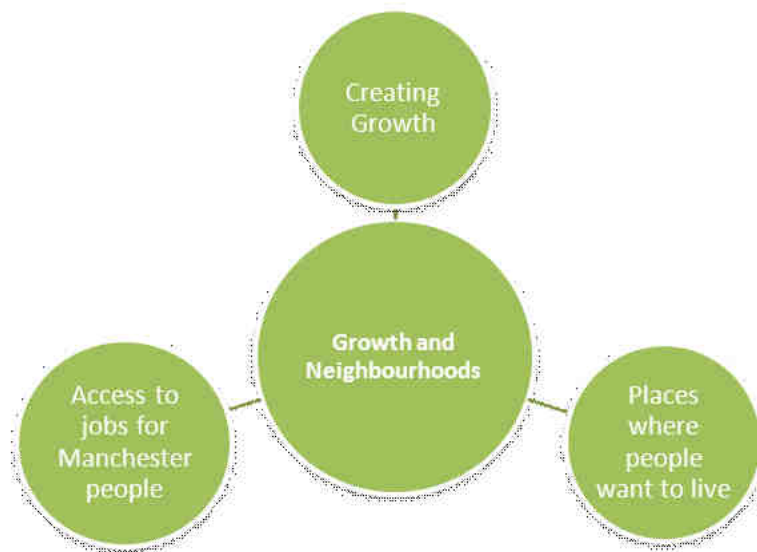 Creating
Growth
Growth and
Neighbourhoods
Access to
jobs for
Manchester
people
Places
where
people
want to live